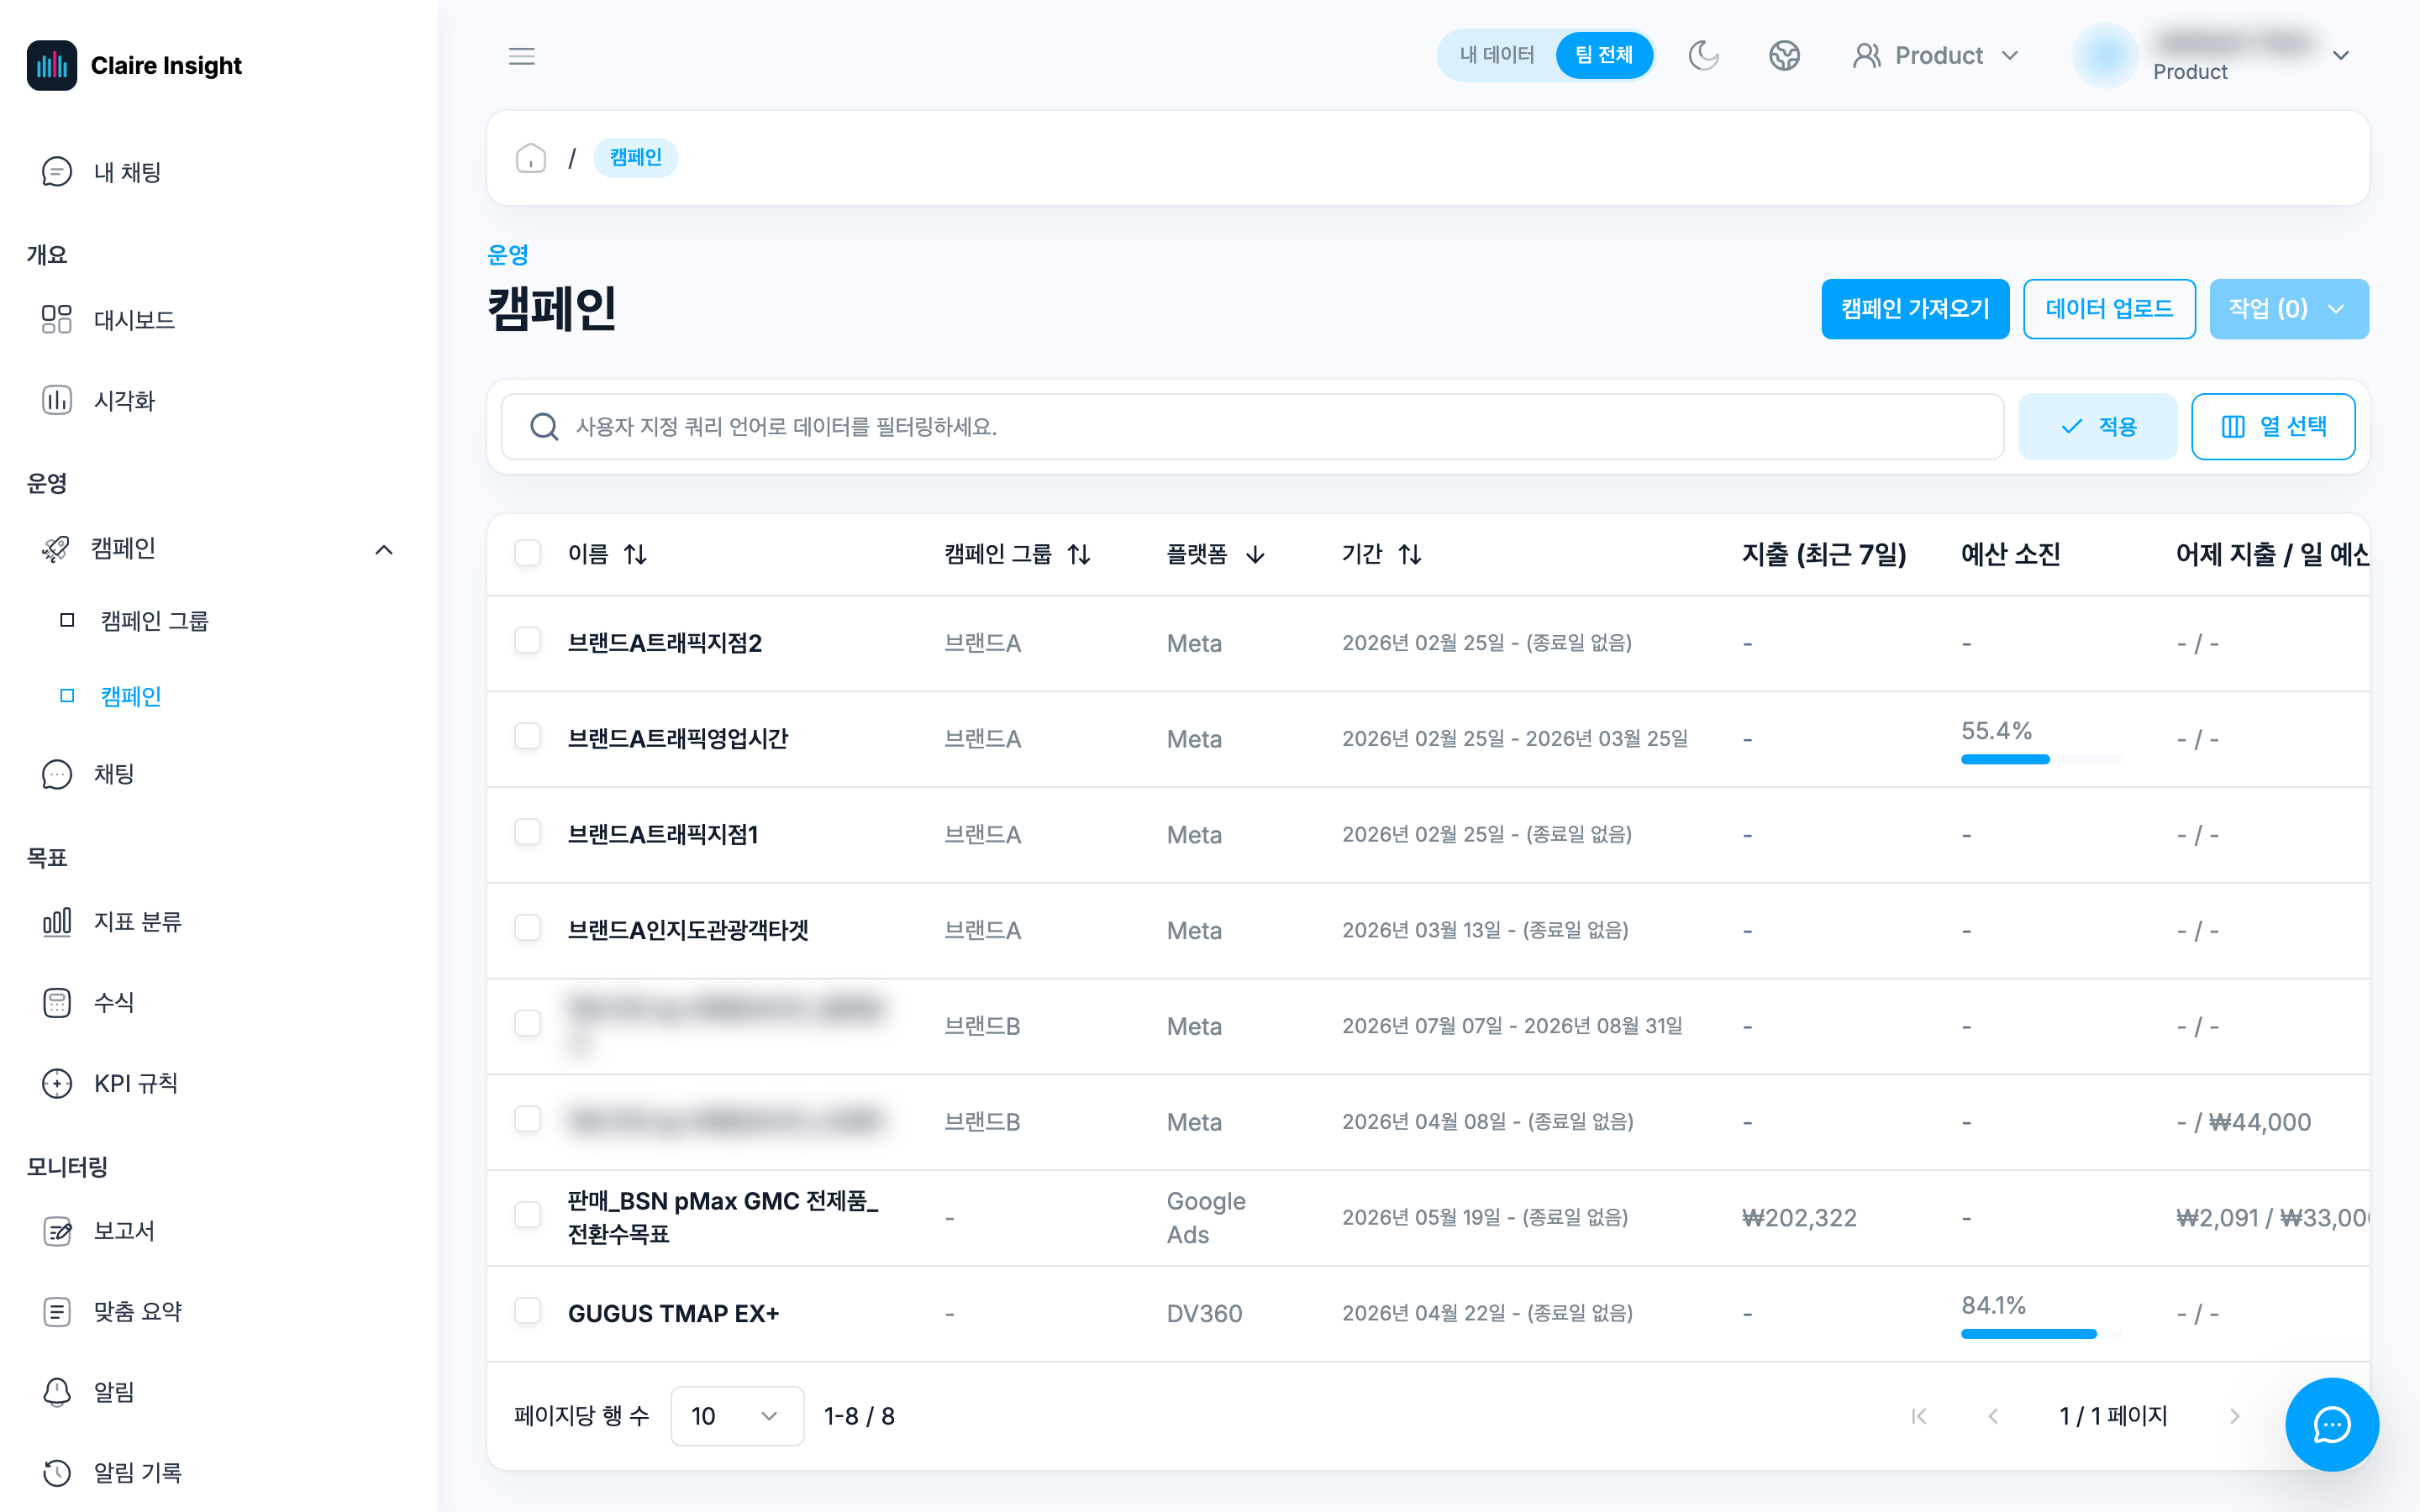 Claire Insight
내 채팅
개요
대시보드
시각화
운영
캠페인
캠페인 그룹
캠페인
채팅
목표
지표 분류
수식
KPI 규칙
모니터링
보고서
맞춤 요약
알림
알림 기록
내 데이터 팀 전체 Product
Product
/ 캠페인
운영
캠페인
캠페인 가져오기 데이터 업로드 작업 (0)
사용자 지정 쿼리 언어로 데이터를 필터링하세요. 적용 열 선택
이름 캠페인 그룹 플랫폼 기간 지출 (최근 7일) 예산 소진 어제 지출 / 일 예산
브랜드A트래픽지점2 브랜드A Meta 2026년 02월 25일 - (종료일 없음) - - - / -
브랜드A트래픽영업시간 브랜드A Meta 2026년 02월 25일 - 2026년 03월 25일 - 55.4% - / -
브랜드A트래픽지점1 브랜드A Meta 2026년 02월 25일 - (종료일 없음) - - - / -
브랜드A인지도관광객타겟 브랜드A Meta 2026년 03월 13일 - (종료일 없음) - - - / -
브랜드B Meta 2026년 07월 07일 - 2026년 08월 31일 - - - / -
브랜드B Meta 2026년 04월 08일 - (종료일 없음) - - - / ₩44,000
판매_BSN pMax GMC 전제품_
전환수목표 - Google
Ads 2026년 05월 19일 - (종료일 없음) ₩202,322 - ₩2,091 / ₩33,000
GUGUS TMAP EX+ - DV360 2026년 04월 22일 - (종료일 없음) - 84.1% - / -
페이지당 행 수 10 1-8 / 8 1 / 1 페이지